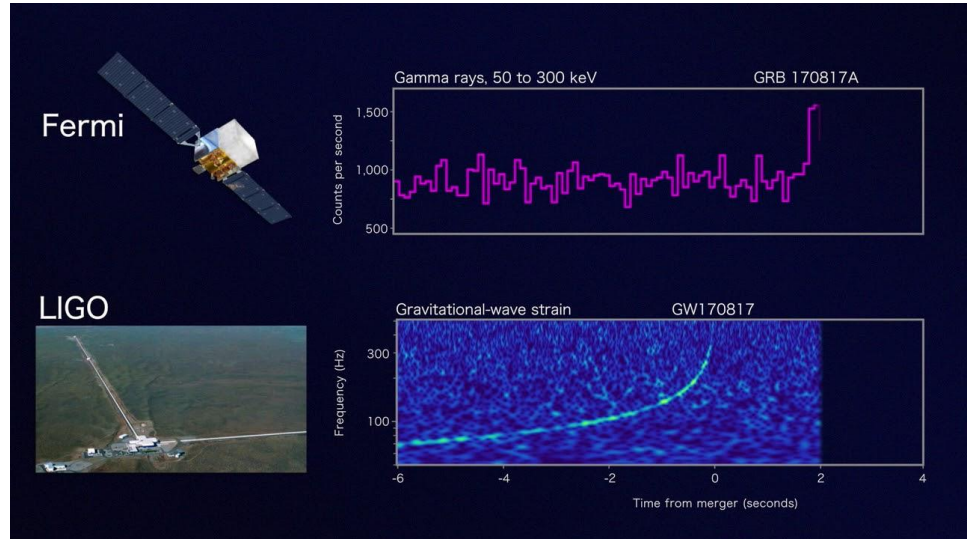 Fermi
Gamma rays, 50 to 300 keV GRB 170817A
Counts per second
1,500
1,000
500
LIGO
Gravitational-wave strain GW170817
Frequency (Hz)
300
100
-6 -4 -2 0 2 4
Time from merger (seconds)